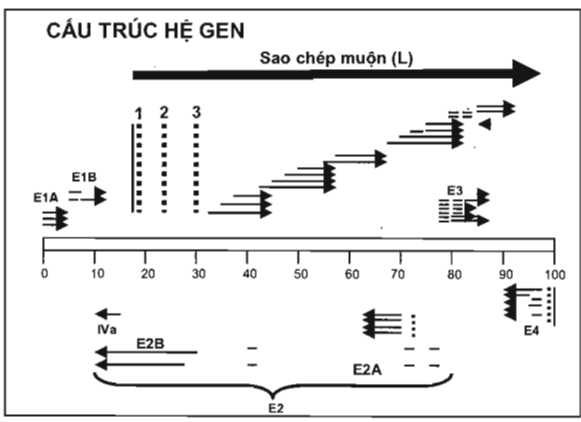 CẤU TRÚC HỆ GEN
Sao chép muộn (L)
1 2 3
E1B
E1A
E3
0 10 20 30 40 50 60 70 80 90 100
IVa
E4
E2B
E2A
E2